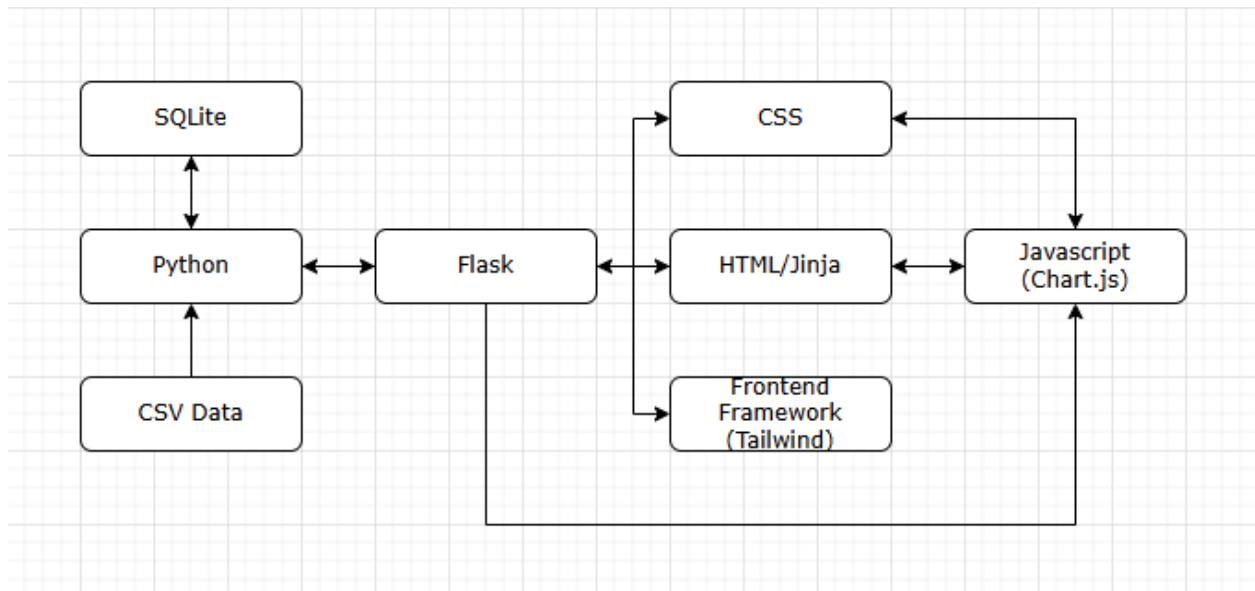 SQLite
CSS
Python
Flask
HTML/Jinja
Javascript
(Chart.js)
CSV Data
Frontend
Framework
(Tailwind)